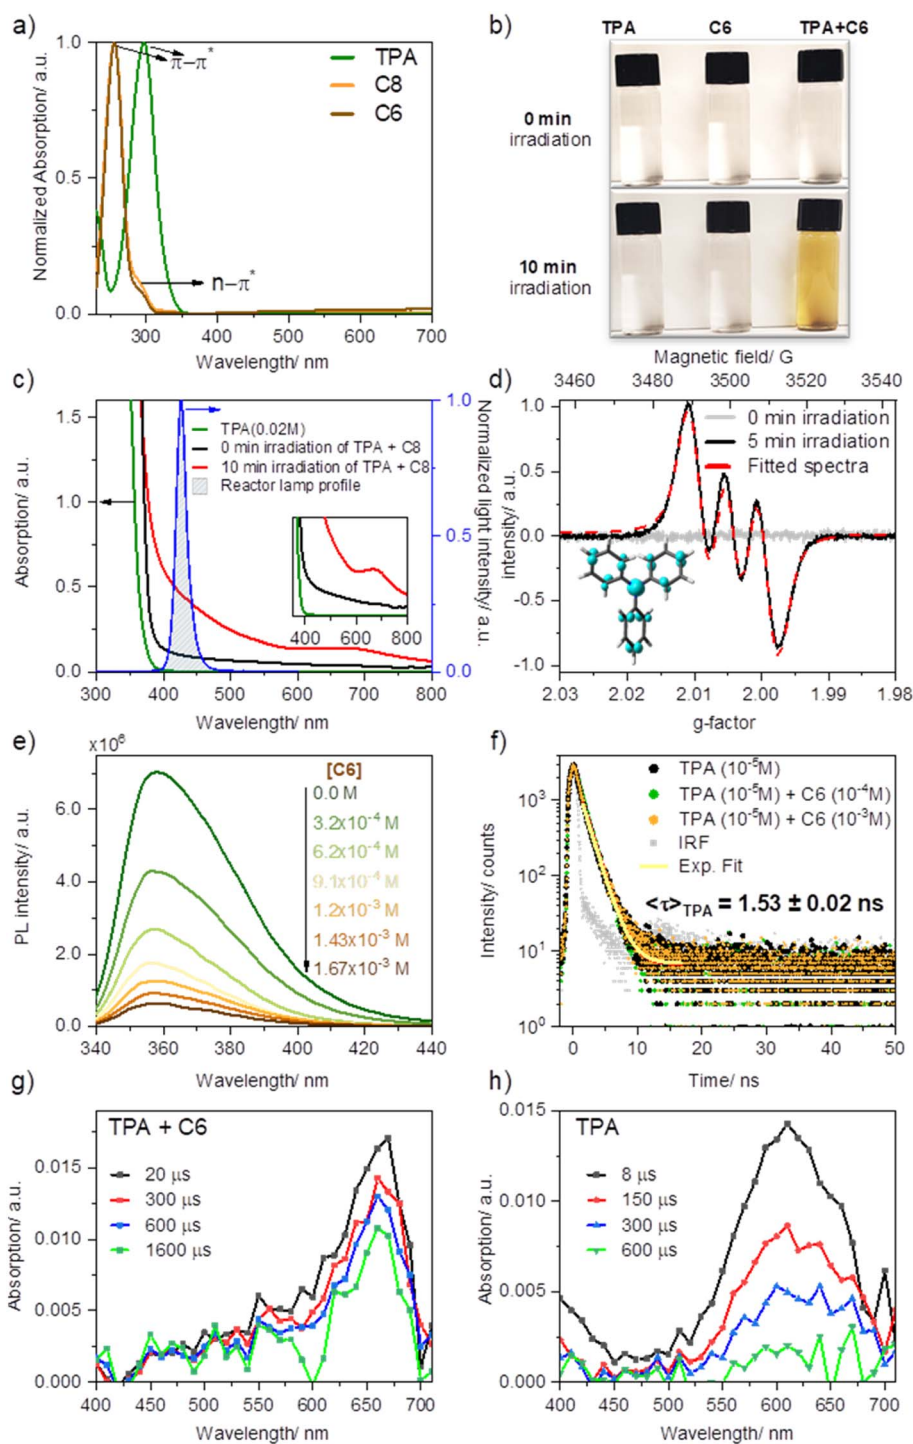 a)
1.0
0.5
0.0
Normalized Absorption/ a.u.
π–π*
TPA
C8
C6
n–π*
300
400
500
600
700
Wavelength/ nm
b)
TPA
C6
TPA+C6
0 min
irradiation
10 min
irradiation
c)
1.5
1.0
0.5
0.0
Absorption/ a.u.
TPA(0.02M)
0 min irradiation of TPA + C8
10 min irradiation of TPA + C8
Reactor lamp profile
400 600 800
1.0
0.5
0.0
Normalized light intensity/ a.u.
300 400 500 600 700 800
Wavelength/ nm
d)
Magnetic field/ G
3460 3480 3500 3520 3540
1.0
0.5
0.0
-0.5
-1.0
intensity/ a.u.
0 min irradiation
5 min irradiation
Fitted spectra
2.03 2.02 2.01 2.00 1.99 1.98
g-factor
e)
x10⁶
6.0
4.0
2.0
0.0
PL intensity/ a.u.
[C6]
0.0 M
3.2x10⁻⁴ M
6.2x10⁻⁴ M
9.1x10⁻⁴ M
1.2x10⁻³ M
1.43x10⁻³ M
1.67x10⁻³ M
340 360 380 400 420 440
Wavelength/ nm
f)
10³
10²
10¹
10⁰
Intensity/ counts
TPA (10⁻⁵M)
TPA (10⁻⁵M) + C6 (10⁻⁴M)
TPA (10⁻⁵M) + C6 (10⁻³M)
IRF
Exp. Fit
<τ>TPA = 1.53 ± 0.02 ns
0 10 20 30 40 50
Time/ ns
g)
TPA + C6
0.015
0.010
0.005
0.000
Absorption/ a.u.
20 μs
300 μs
600 μs
1600 μs
400 450 500 550 600 650 700
Wavelength/ nm
h)
TPA
0.015
0.010
0.005
0.000
Absorption/ a.u.
8 μs
150 μs
300 μs
600 μs
400 450 500 550 600 650 700
Wavelength/ nm